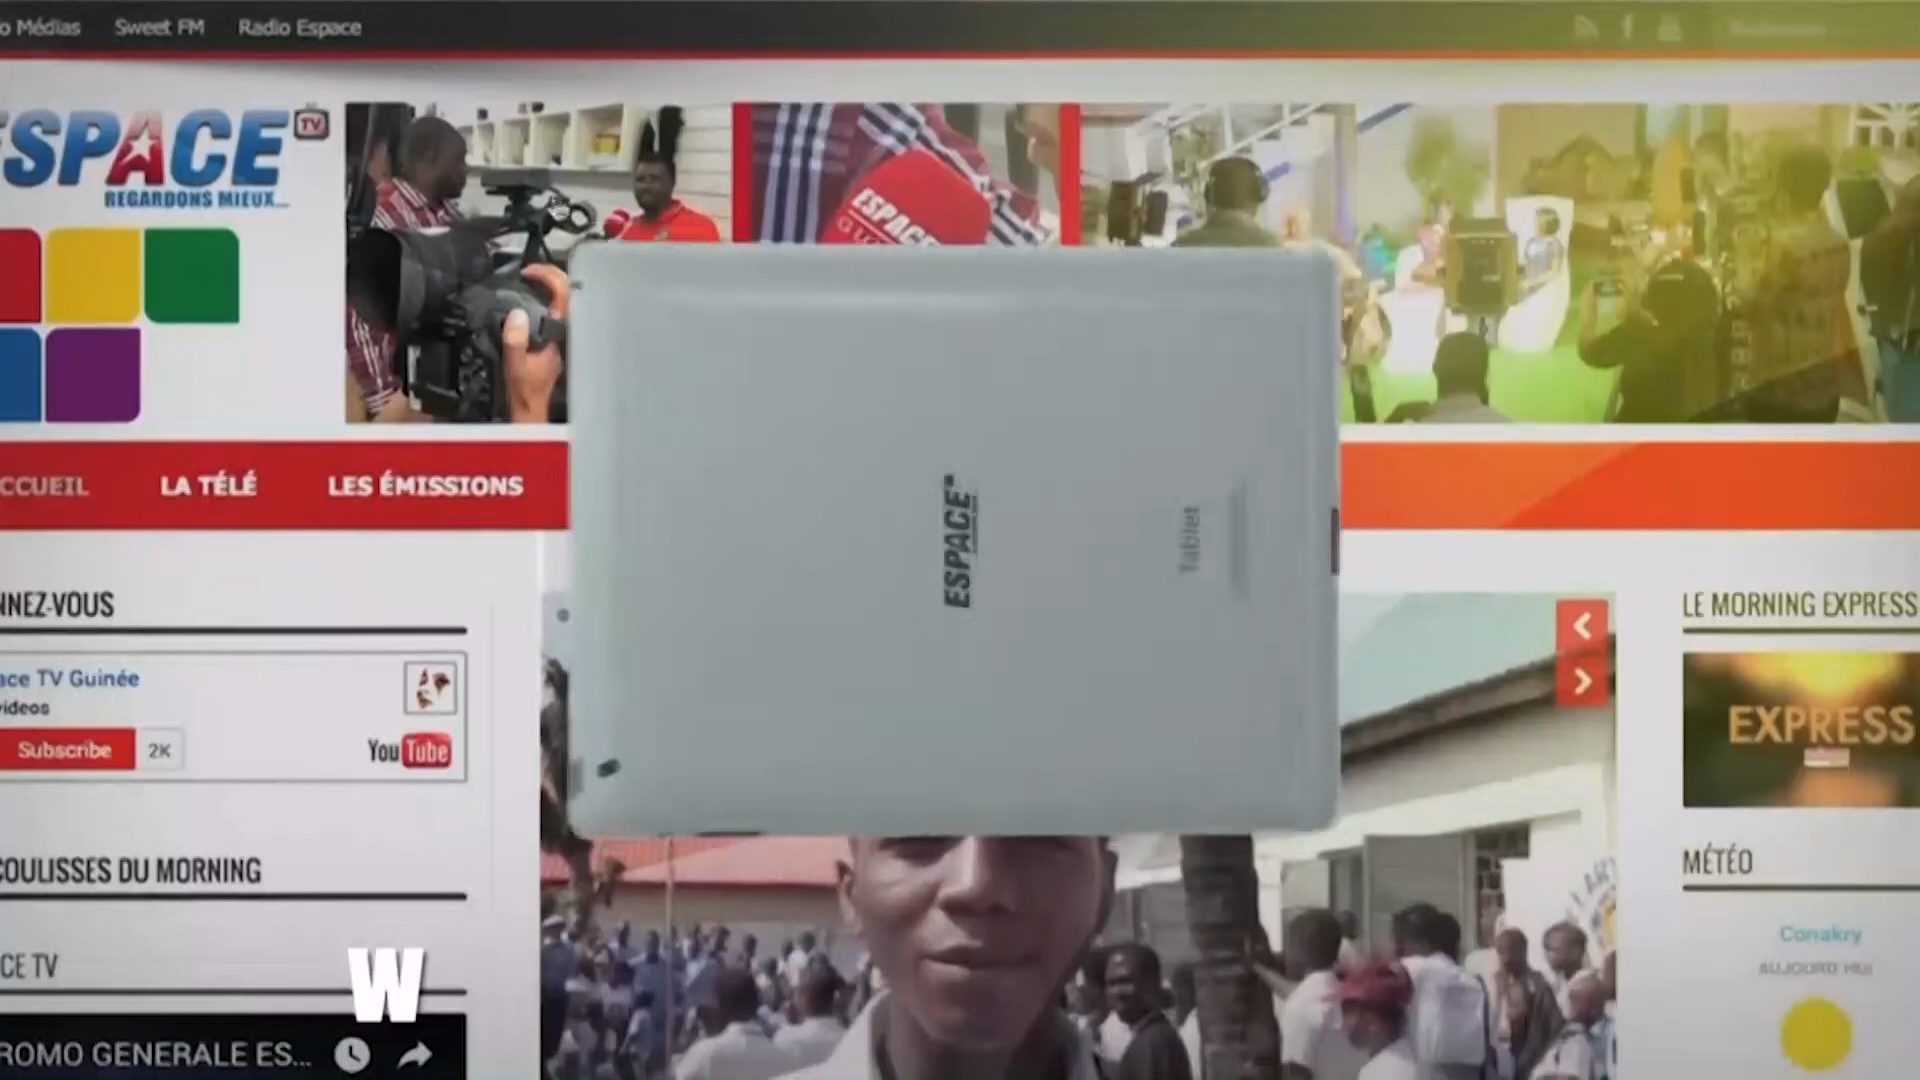 o Médias Sweet FM Radio Espace
ESPACE TV
REGARDONS MIEUX...
ESPACE
CCUEIL LA TÉLÉ LES ÉMISSIONS
ESPACE
Tablet
NNEZ-VOUS
ace TV Guinée
videos
Subscribe 2K
YouTube
COULISSES DU MORNING
CE TV
W
ROMO GENERALE ES...
LE MORNING EXPRESS
EXPRESS
MÉTÉO
Conakry
AUJOURD'HUI